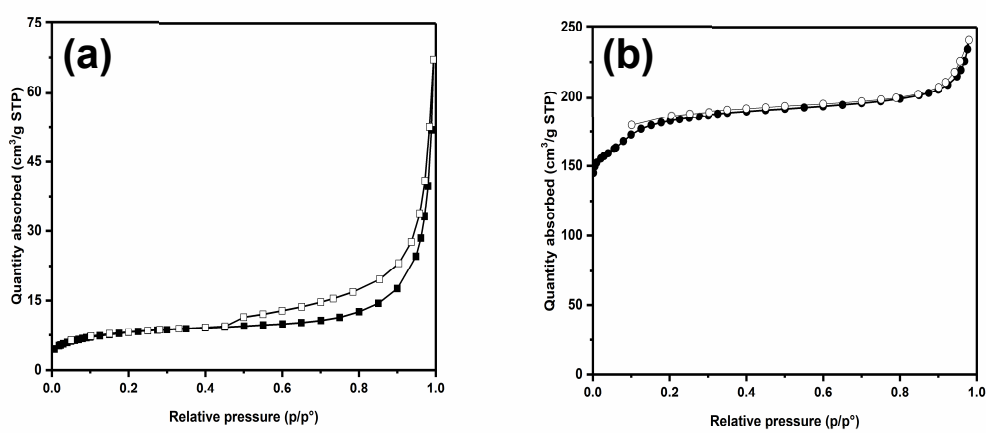 (a)
Quantity absorbed (cm³/g STP)
75
60
45
30
15
0
0.0 0.2 0.4 0.6 0.8 1.0
Relative pressure (p/p°)
(b)
Quantity absorbed (cm³/g STP)
250
200
150
100
50
0
0.0 0.2 0.4 0.6 0.8 1.0
Relative pressure (p/p°)